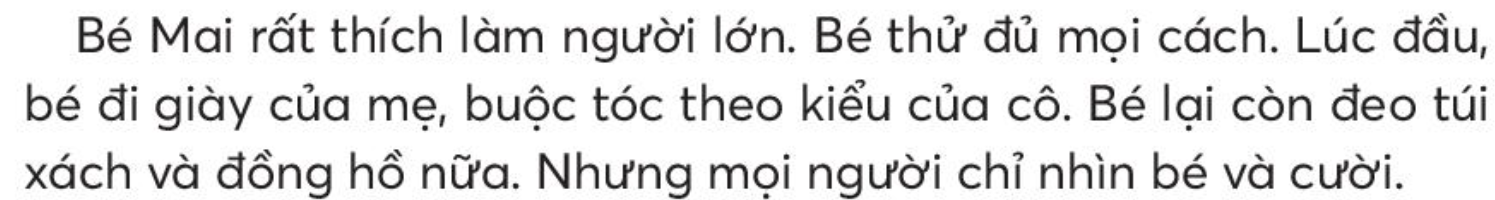 Bé Mai rất thích làm người lớn. Bé thử đủ mọi cách. Lúc đầu,
bé đi giày của mẹ, buộc tóc theo kiểu của cô. Bé lại còn đeo túi
xách và đồng hồ nữa. Nhưng mọi người chỉ nhìn bé và cười.